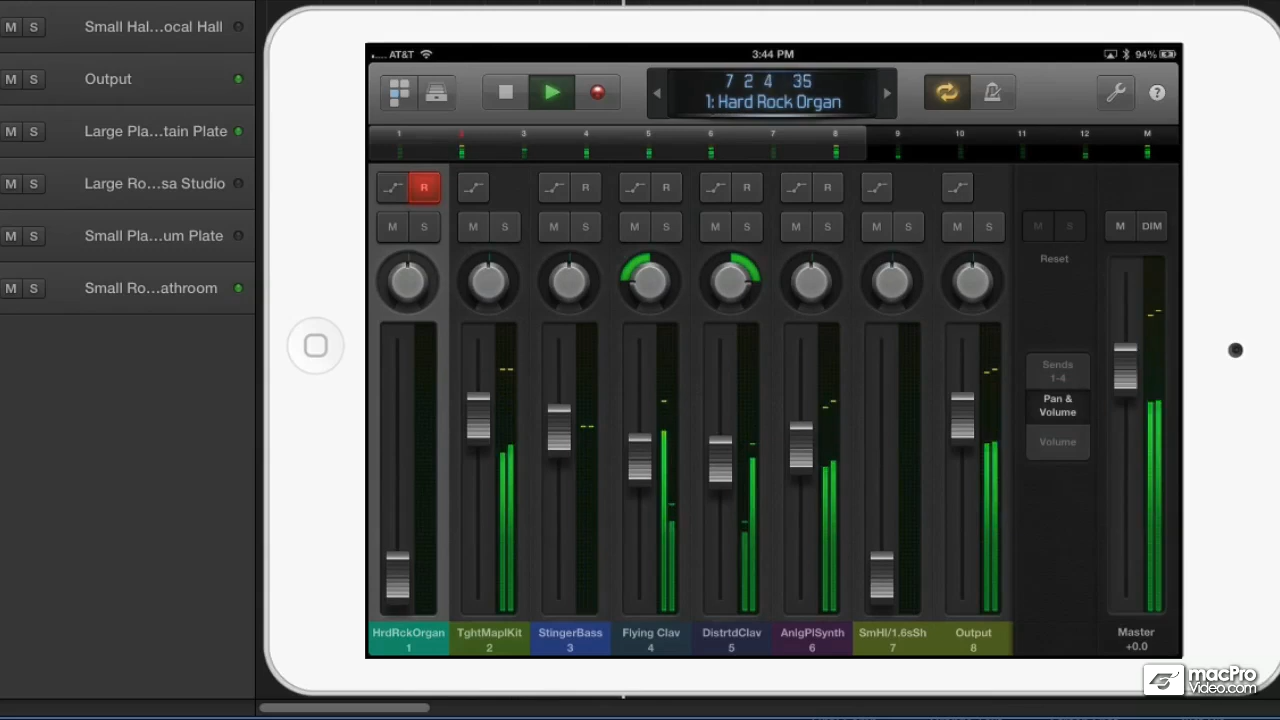 M S Small Hal...ocal Hall
M S Output
M S Large Pla...tain Plate
M S Large Ro...sa Studio
M S Small Pla...um Plate
M S Small Ro...athroom
AT&T 3:44 PM 94%
7 2 4 35
1: Hard Rock Organ
?
1 2 3 4 5 6 7 8 9 10 11 12 M
R R R R R
M S M S M S M S M S M S M S M S M S M DIM
Reset
Sends
1-4
Pan &
Volume
Volume
HrdRckOrgan TghtMaplKit StingerBass Flying Clav DistrtdClav AnlgPlSynth SmHl/1.6sSh Output Master
1 2 3 4 5 6 7 8 +0.0
macPro
Video.com